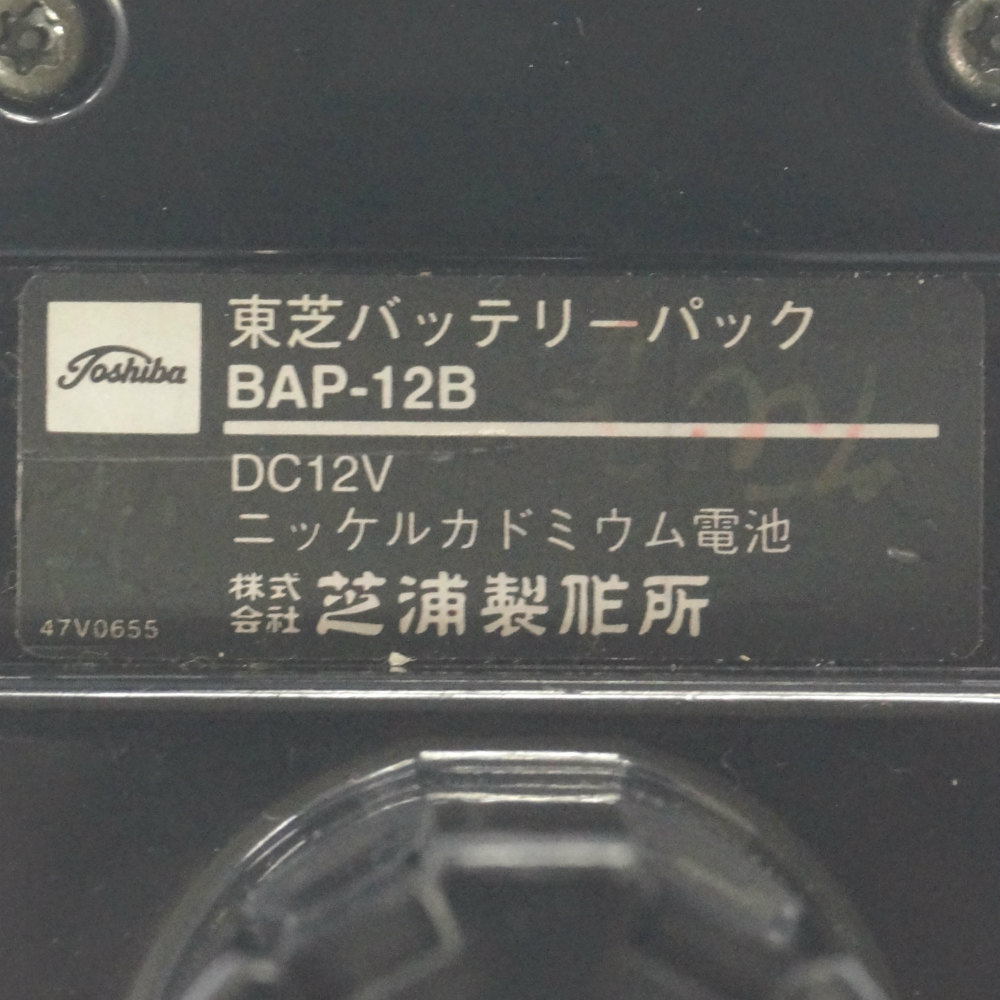 Toshiba
東芝バッテリーパック
BAP-12B
DC12V
ニッケルカドミウム電池
株式会社 芝浦製作所
47V0655